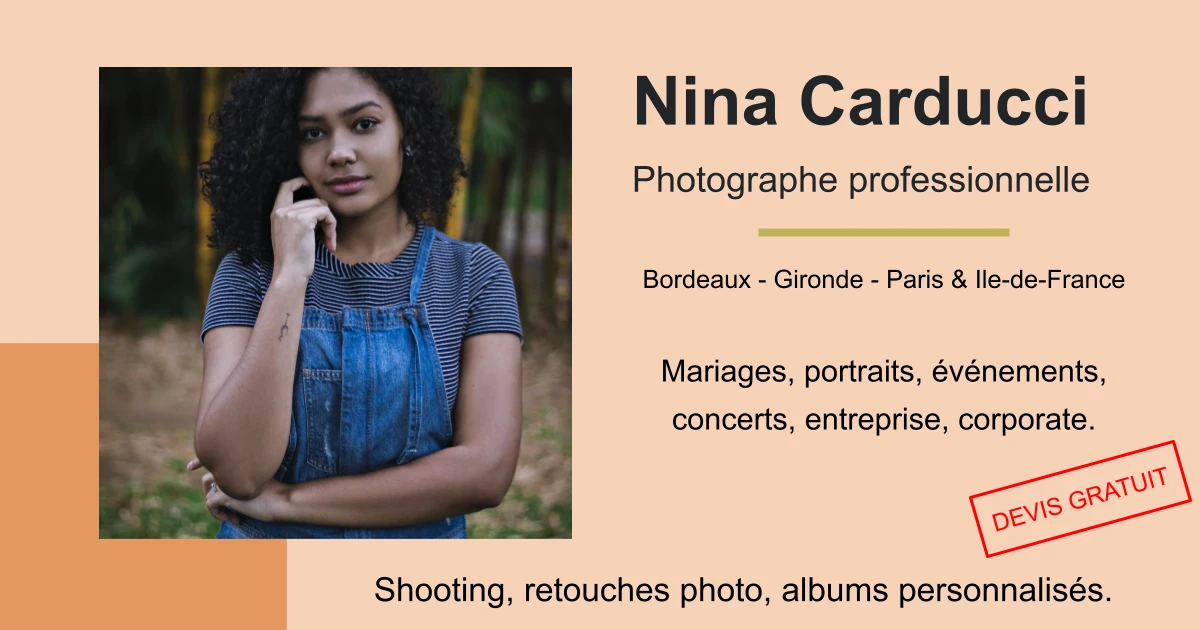 Nina Carducci
Photographe professionnelle
Bordeaux - Gironde - Paris & Ile-de-France
Mariages, portraits, événements,
concerts, entreprise, corporate.
DEVIS GRATUIT
Shooting, retouches photo, albums personnalisés.